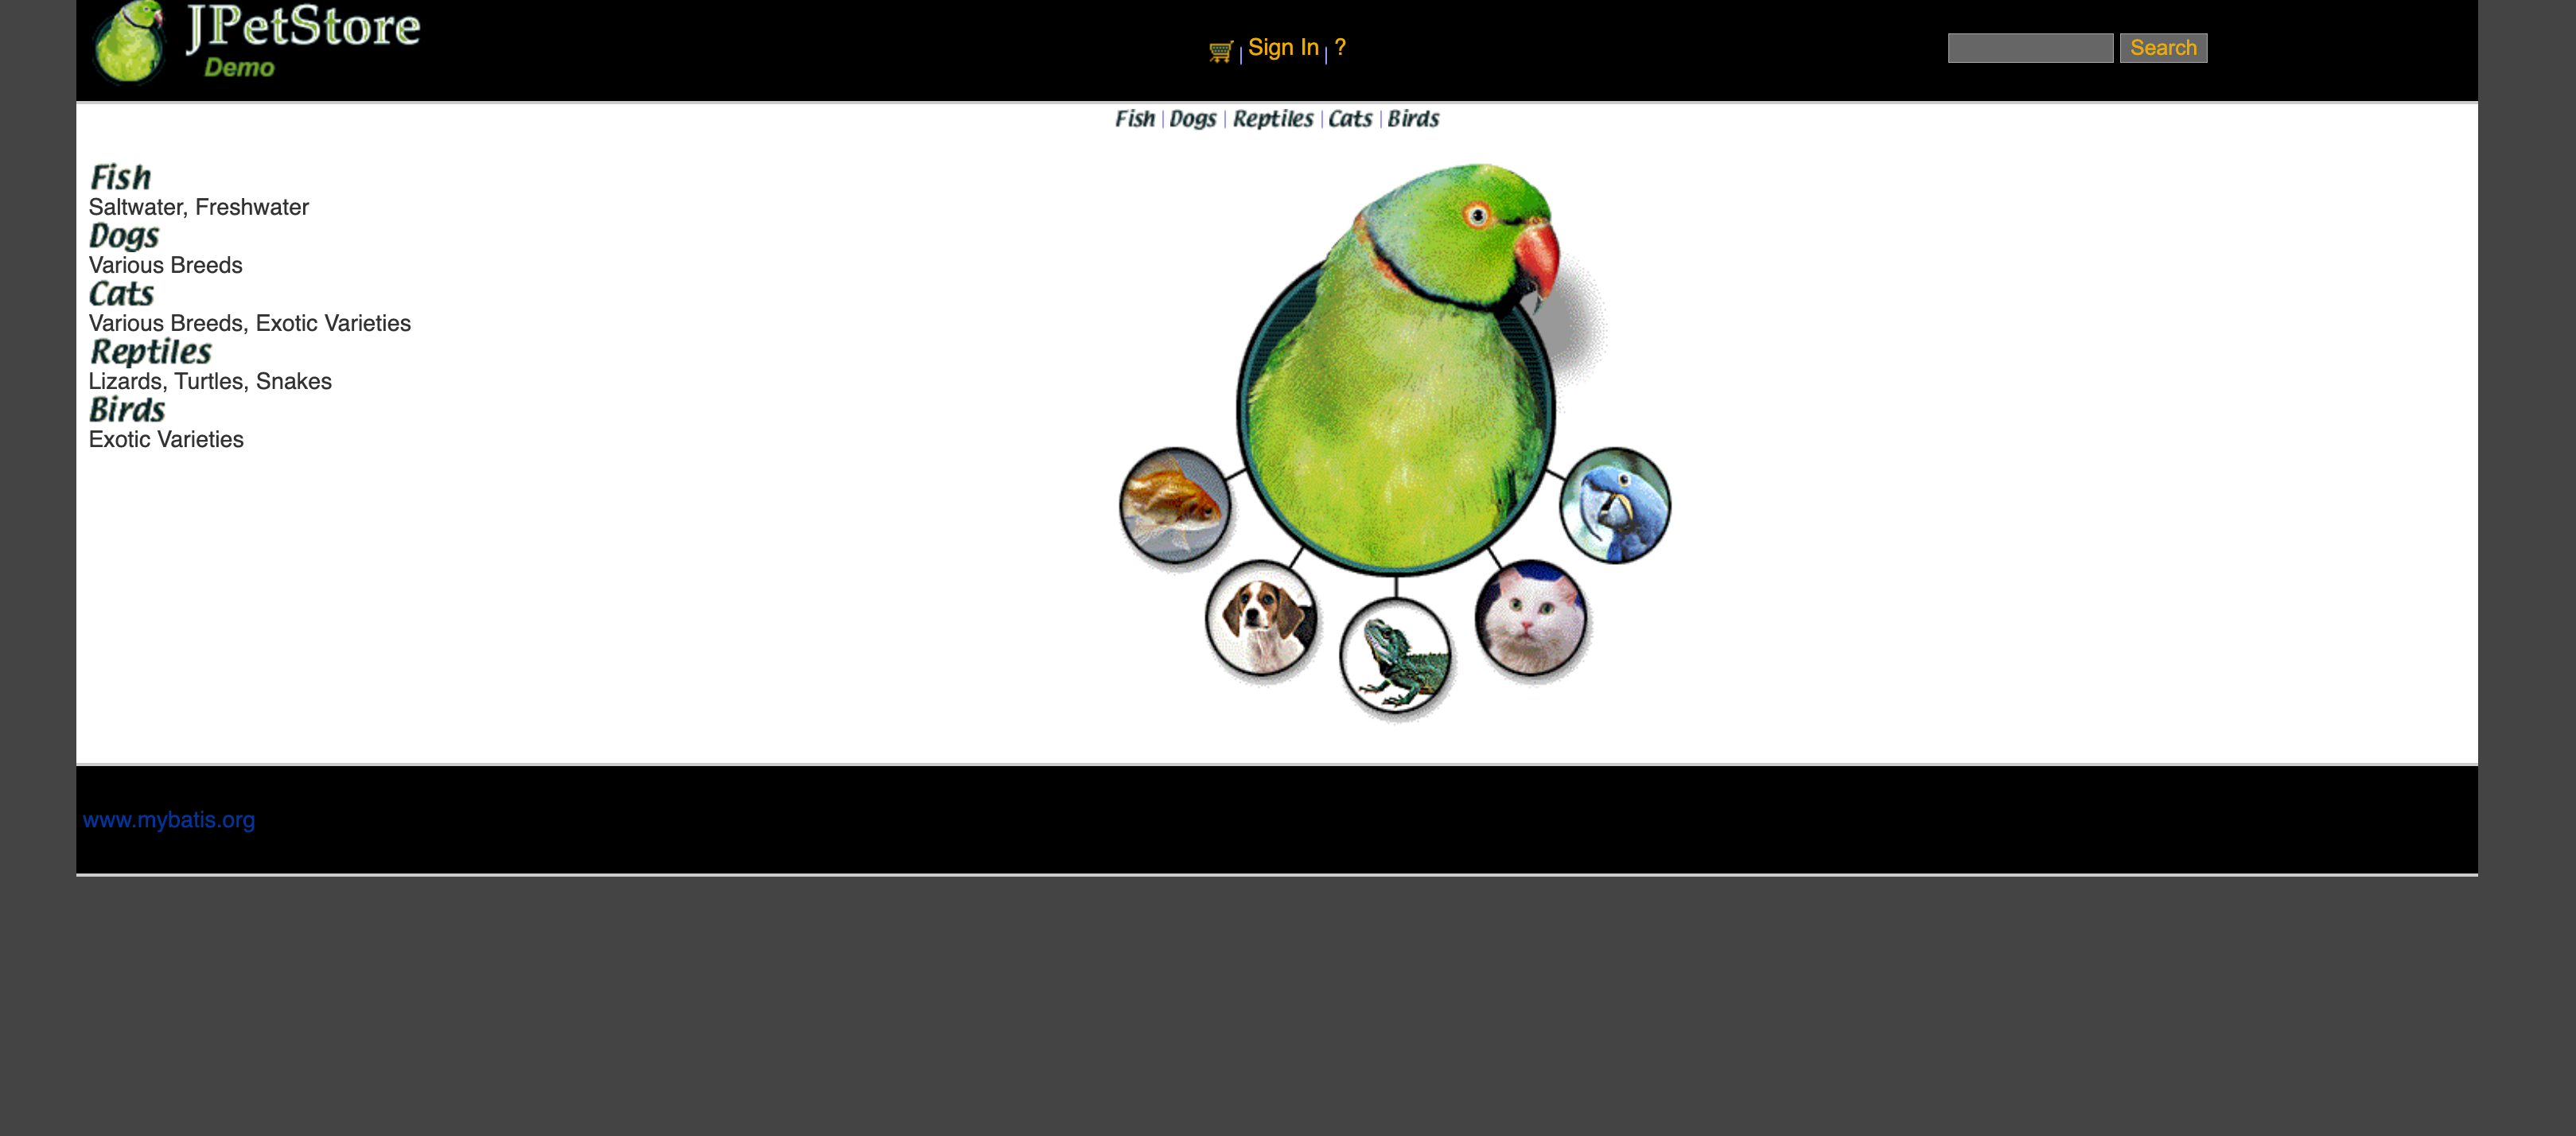 JPetStore
Demo
| Sign In | ?
Search
Fish | Dogs | Reptiles | Cats | Birds
Fish
Saltwater, Freshwater
Dogs
Various Breeds
Cats
Various Breeds, Exotic Varieties
Reptiles
Lizards, Turtles, Snakes
Birds
Exotic Varieties
www.mybatis.org